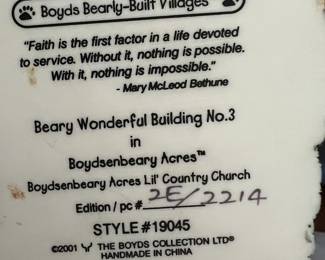 Boyds Bearly-Built Villages
"Faith is the first factor in a life devoted
to service. Without it, nothing is possible.
With it, nothing is impossible."
- Mary McLeod Bethune
Beary Wonderful Building No.3
in
Boydsenbeary Acres™
Boydsenbeary Acres Lil' Country Church
Edition / pc # 2E/2214
STYLE #19045
©2001 THE BOYDS COLLECTION LTD®
HANDMADE IN CHINA